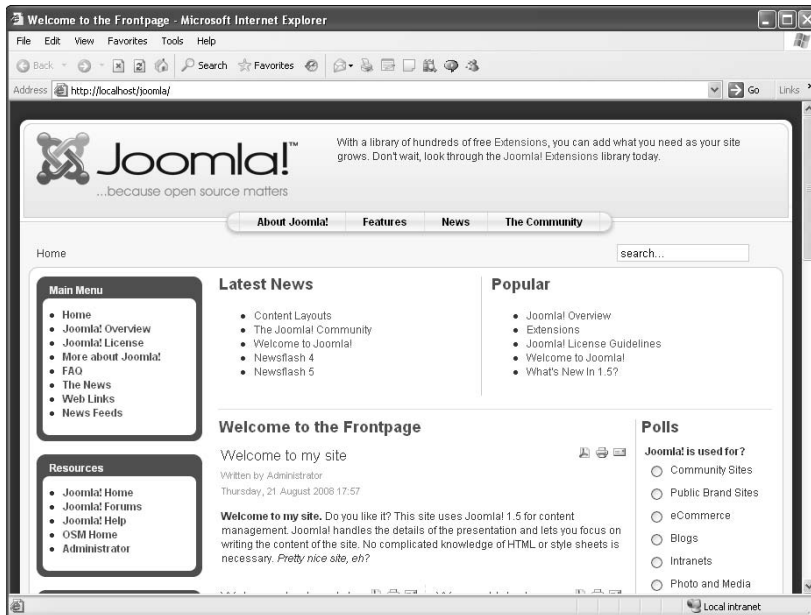 Welcome to the Frontpage - Microsoft Internet Explorer
File Edit View Favorites Tools Help
Back Search Favorites
Address http://localhost/joomla/ Go Links
Joomla!™
...because open source matters
With a library of hundreds of free Extensions, you can add what you need as your site
grows. Don't wait, look through the Joomla! Extensions library today.
About Joomla! Features News The Community
Home
search...
Main Menu
Home
Joomla! Overview
Joomla! License
More about Joomla!
FAQ
The News
Web Links
News Feeds
Resources
Joomla! Home
Joomla! Forums
Joomla! Help
OSM Home
Administrator
Latest News
Content Layouts
The Joomla! Community
Welcome to Joomla!
Newsflash 4
Newsflash 5
Popular
Joomla! Overview
Extensions
Joomla! License Guidelines
Welcome to Joomla!
What's New In 1.5?
Welcome to the Frontpage
Welcome to my site
Written by Administrator
Thursday, 21 August 2008 17:57
Welcome to my site. Do you like it? This site uses Joomla! 1.5 for content
management. Joomla! handles the details of the presentation and lets you focus on
writing the content of the site. No complicated knowledge of HTML or style sheets is
necessary. Pretty nice site, eh?
Polls
Joomla! is used for?
Community Sites
Public Brand Sites
eCommerce
Blogs
Intranets
Photo and Media
Local intranet